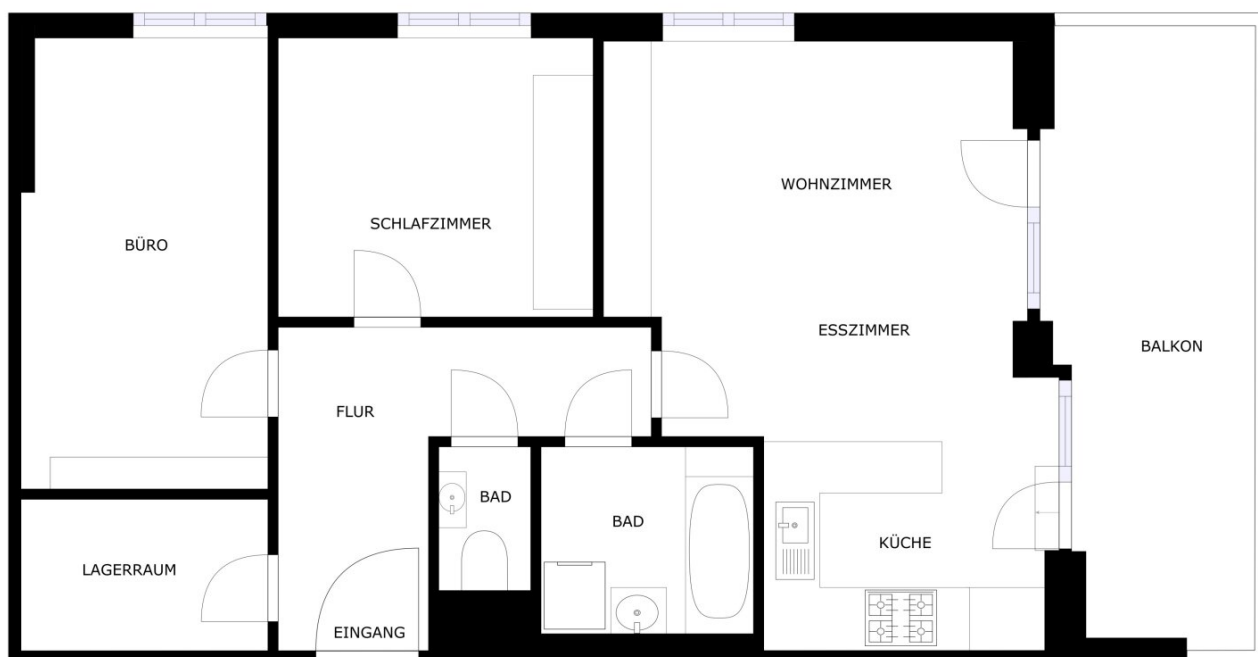 WOHNZIMMER
SCHLAFZIMMER
BÜRO
ESSZIMMER
BALKON
FLUR
BAD
BAD
KÜCHE
LAGERRAUM
EINGANG